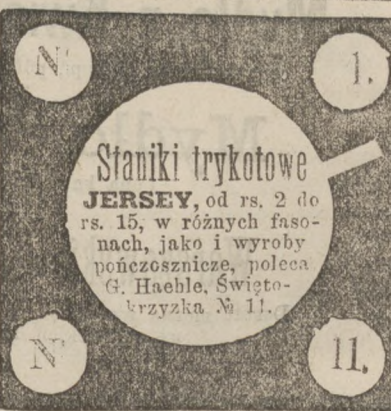 N° 1.
Staniki trykotowe
JERSEY, od rs. 2 do
rs. 15, w różnych faso-
nach, jako i wyroby
pończosznicze, poleca
G. Haeble, Święto-
krzyzka № 11.
N° 11.